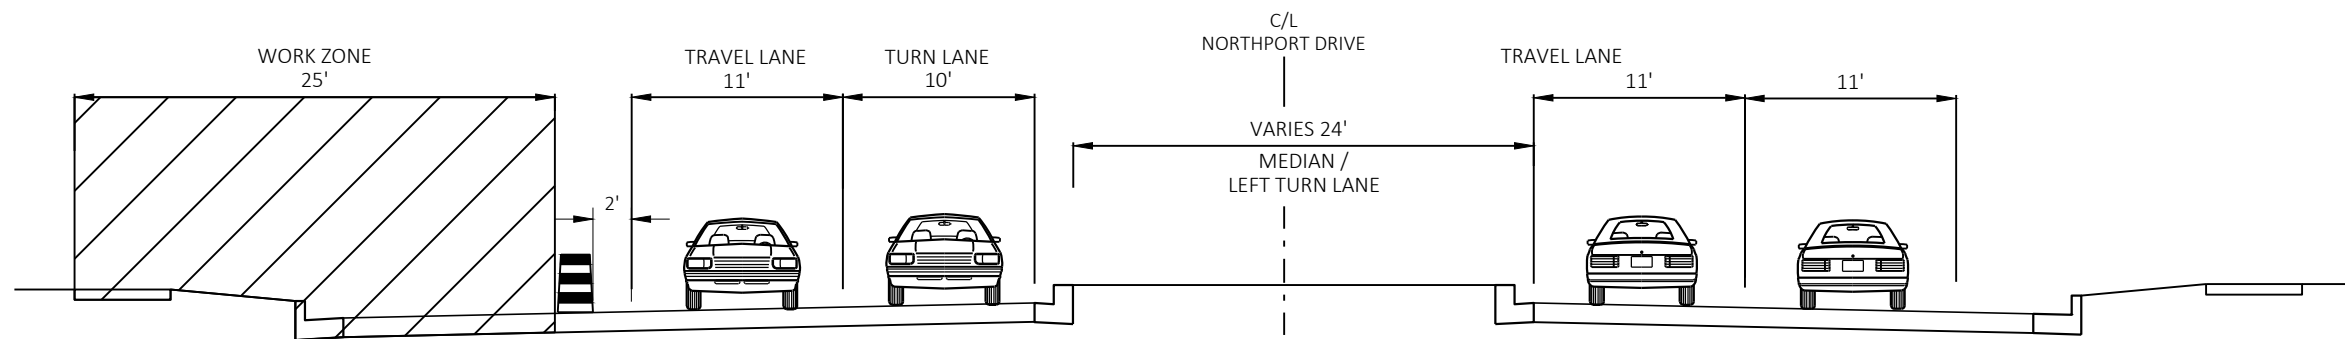 WORK ZONE
25'
TRAVEL LANE
11'
TURN LANE
10'
C/L
NORTHPORT DRIVE
TRAVEL LANE
11'
11'
VARIES 24'
MEDIAN /
LEFT TURN LANE
2'